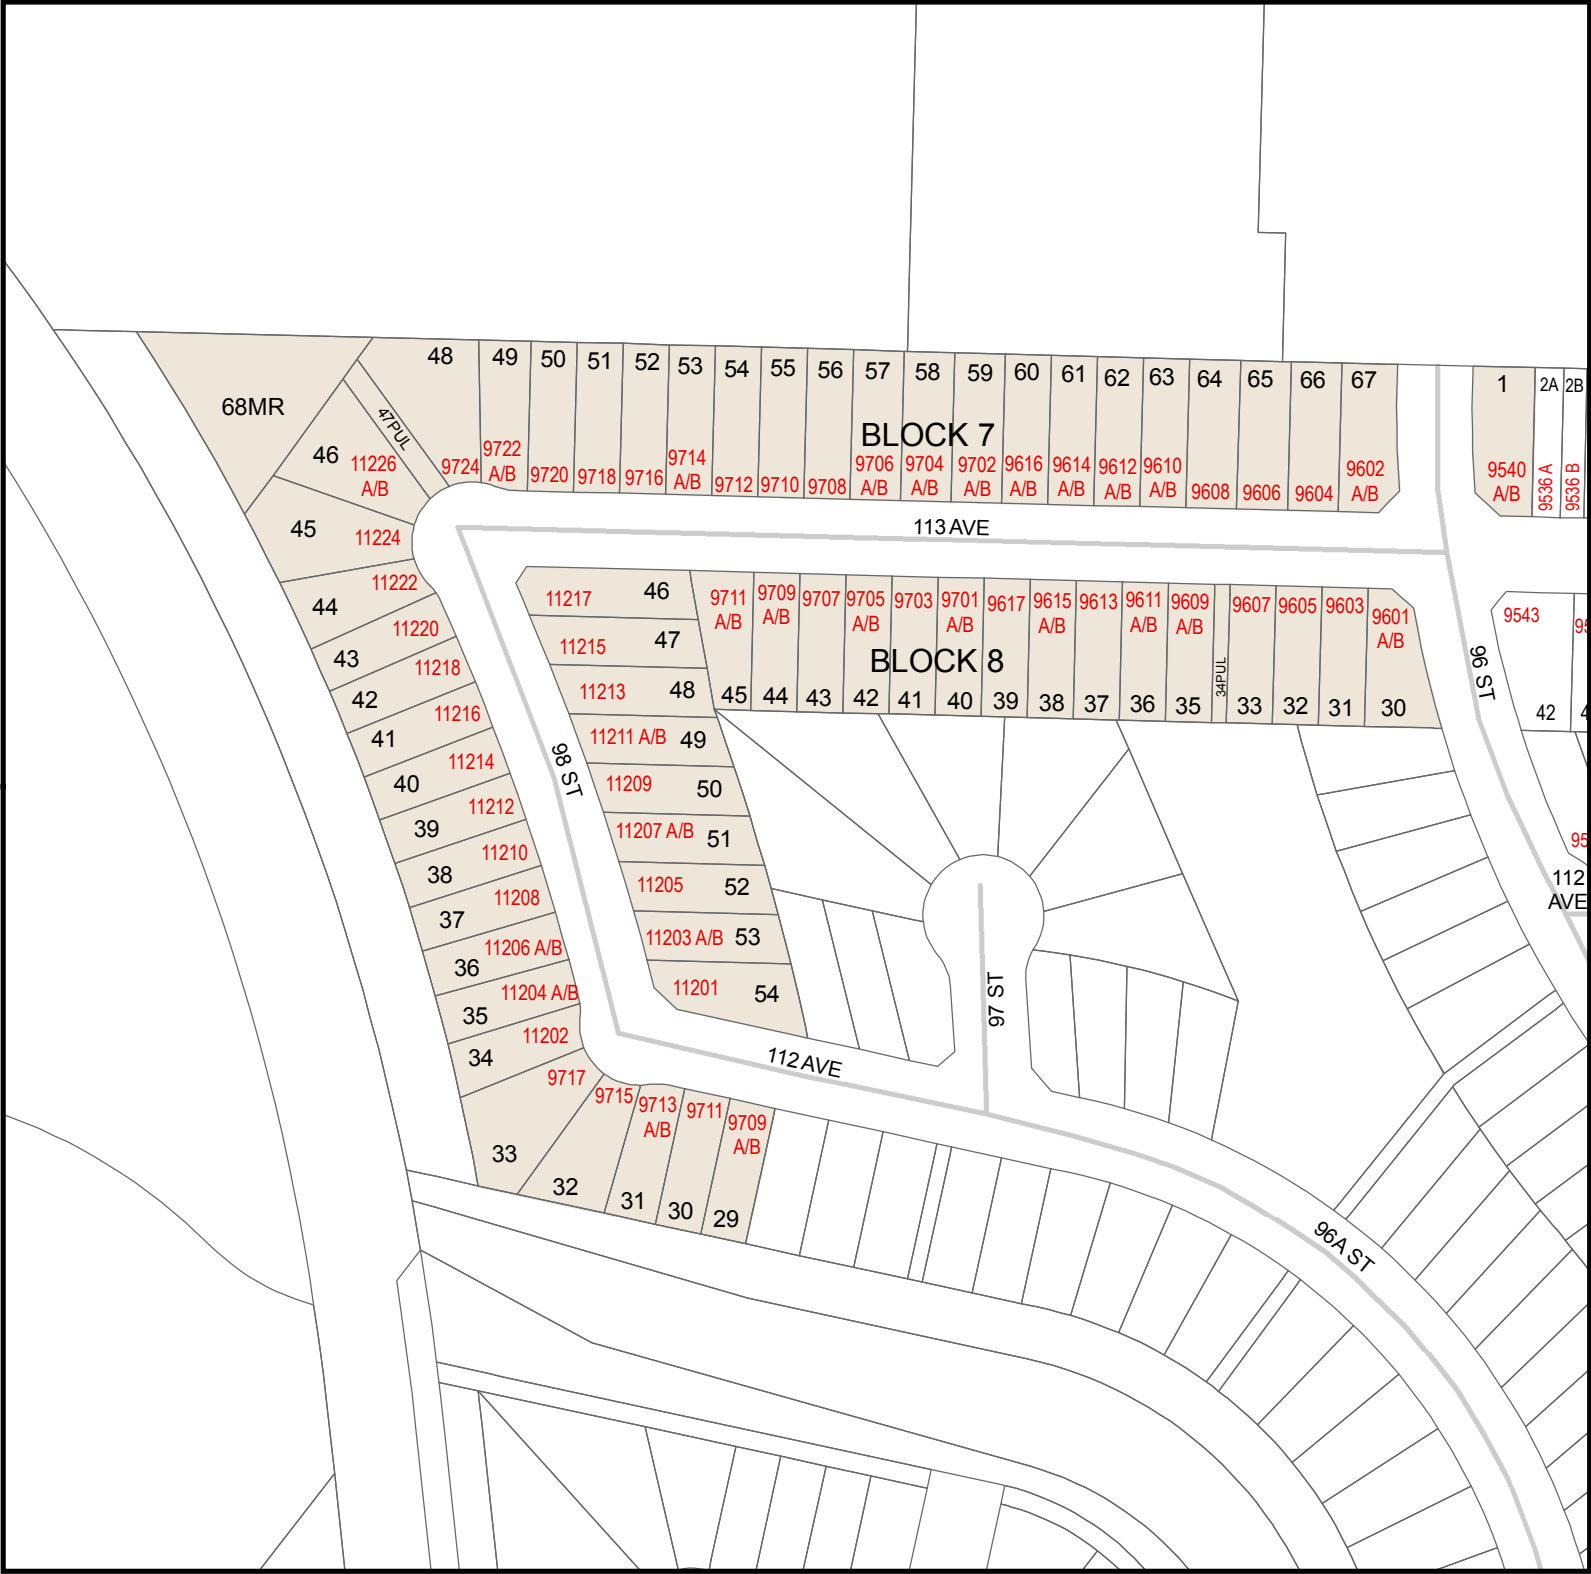 48 49 50 51 52 53 54 55 56 57 58 59 60 61 62 63 64 65 66 67 1 2A 2B
68MR
47PUL
BLOCK 7
46
11226
A/B
9724
9722
A/B
9720
9718
9716
9714
A/B
9712
9710
9708
9706
A/B
9704
A/B
9702
A/B
9616
A/B
9614
A/B
9612
A/B
9610
A/B
9608
9606
9604
9602
A/B
9540
A/B
9536 A
9536 B
113 AVE
45 11224
44 11222
43 11220
42 11218
41 11216
40 11214
39 11212
38 11210
37 11208
36 11206 A/B
35 11204 A/B
34 11202
33 9717
32 9715
31 9713
A/B
30 9711
29 9709
A/B
98 ST
11217 46
11215 47
11213 48
11211 A/B 49
11209 50
11207 A/B 51
11205 52
11203 A/B 53
11201 54
9711
A/B
9709
A/B
9707
9705
A/B
9703
9701
A/B
9617
9615
A/B
9613
9611
A/B
9609
A/B
9607
9605
9603
9601
A/B
BLOCK 8
34PUL
45 44 43 42 41 40 39 38 37 36 35 33 32 31 30
96 ST
9543
42
112
AVE
97 ST
112 AVE
96A ST